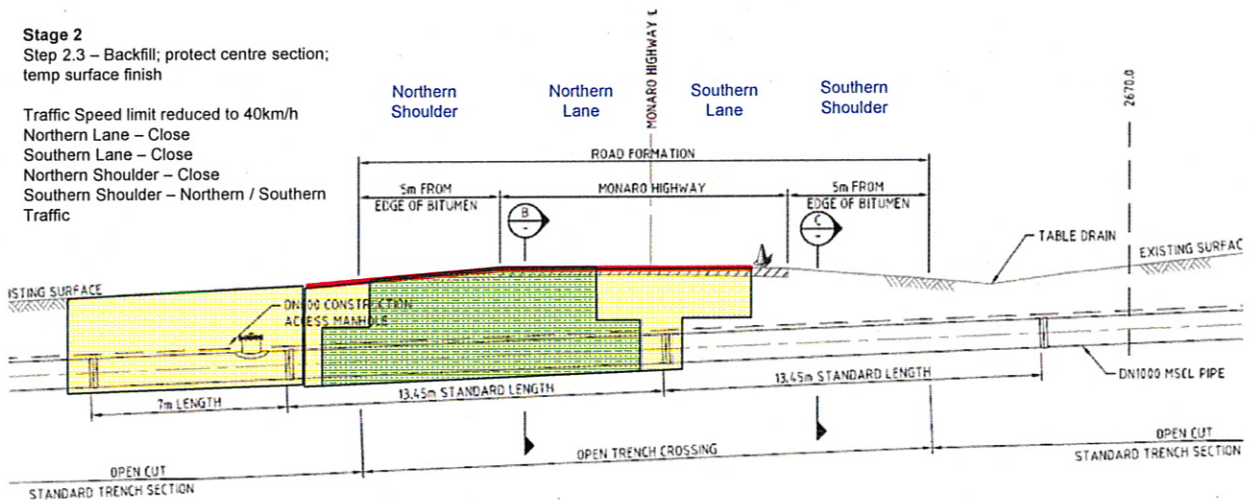 Stage 2
Step 2.3 – Backfill; protect centre section;
temp surface finish
Traffic Speed limit reduced to 40km/h
Northern Lane – Close
Southern Lane – Close
Northern Shoulder – Close
Southern Shoulder – Northern / Southern
Traffic
Northern
Shoulder
Northern
Lane
MONARO HIGHWAY
Southern
Lane
Southern
Shoulder
2670.0
ROAD FORMATION
5m FROM
EDGE OF BITUMEN
MONARO HIGHWAY
5m FROM
EDGE OF BITUMEN
B
-
C
-
TABLE DRAIN
EXISTING SURFAC
ISTING SURFACE
DN600 CONSTRUCTION
ACCESS MANHOLE
DN1000 MSCL PIPE
7m LENGTH
13.45m STANDARD LENGTH
13.45m STANDARD LENGTH
OPEN CUT
STANDARD TRENCH SECTION
OPEN TRENCH CROSSING
OPEN CUT
STANDARD TRENCH SECTION